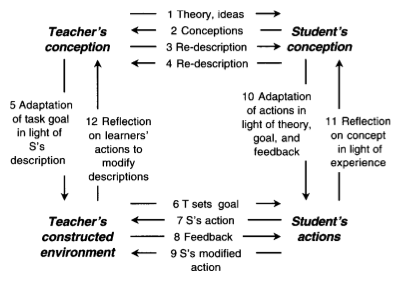 1 Theory, ideas
Teacher's
conception
2 Conceptions
Student's
conception
3 Re-description
4 Re-description
5 Adaptation
of task goal
in light of
S's
description
12 Reflection
on learners'
actions to
modify
descriptions
10 Adaptation
of actions in
light of theory,
goal, and
feedback
11 Reflection
on concept
in light of
experience
6 T sets goal
Teacher's
constructed
environment
7 S's action
8 Feedback
9 S's modified
action
Student's
actions